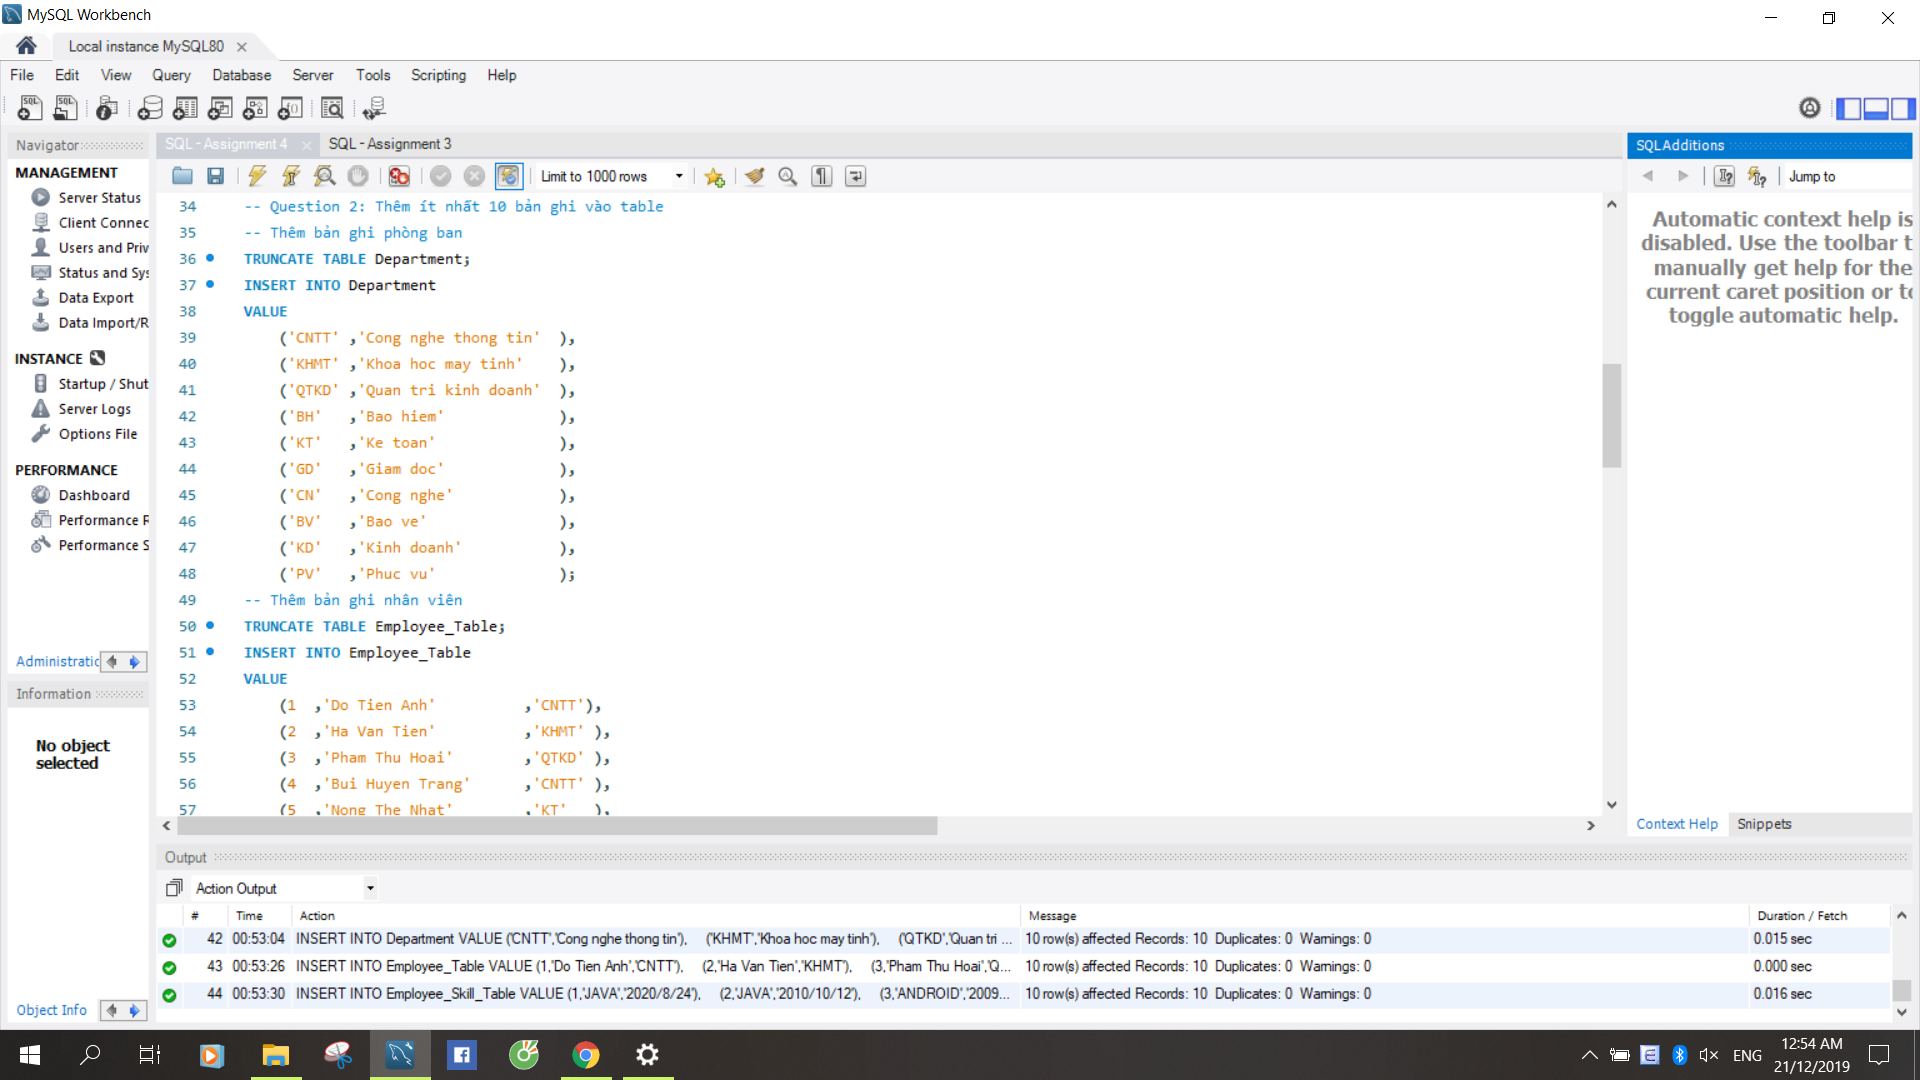 MySQL Workbench
Local instance MySQL80
File Edit View Query Database Server Tools Scripting Help
Navigator
MANAGEMENT
Server Status
Client Connec
Users and Priv
Status and Sys
Data Export
Data Import/R
INSTANCE
Startup / Shut
Server Logs
Options File
PERFORMANCE
Dashboard
Performance R
Performance S
Administratic
Information
No object
selected
Object Info
SQL - Assignment 4
SQL - Assignment 3
Limit to 1000 rows
34 -- Question 2: Thêm ít nhất 10 bản ghi vào table
35 -- Thêm bản ghi phòng ban
36 TRUNCATE TABLE Department;
37 INSERT INTO Department
38 VALUE
39 ('CNTT' ,'Cong nghe thong tin' ),
40 ('KHMT' ,'Khoa hoc may tinh' ),
41 ('QTKD' ,'Quan tri kinh doanh' ),
42 ('BH' ,'Bao hiem' ),
43 ('KT' ,'Ke toan' ),
44 ('GD' ,'Giam doc' ),
45 ('CN' ,'Cong nghe' ),
46 ('BV' ,'Bao ve' ),
47 ('KD' ,'Kinh doanh' ),
48 ('PV' ,'Phuc vu' );
49 -- Thêm bản ghi nhân viên
50 TRUNCATE TABLE Employee_Table;
51 INSERT INTO Employee_Table
52 VALUE
53 (1 ,'Do Tien Anh' ,'CNTT'),
54 (2 ,'Ha Van Tien' ,'KHMT' ),
55 (3 ,'Pham Thu Hoai' ,'QTKD' ),
56 (4 ,'Bui Huyen Trang' ,'CNTT' ),
57 (5 ,'Nong The Nhat' ,'KT' ),
SQLAdditions
Jump to
Automatic context help is
disabled. Use the toolbar t
manually get help for the
current caret position or to
toggle automatic help.
Context Help Snippets
Output
Action Output
# Time Action Message Duration / Fetch
42 00:53:04 INSERT INTO Department VALUE ('CNTT','Cong nghe thong tin'), ('KHMT','Khoa hoc may tinh'), ('QTKD','Quan tri ... 10 row(s) affected Records: 10 Duplicates: 0 Warnings: 0 0.015 sec
43 00:53:26 INSERT INTO Employee_Table VALUE (1,'Do Tien Anh','CNTT'), (2,'Ha Van Tien','KHMT'), (3,'Pham Thu Hoai','Q... 10 row(s) affected Records: 10 Duplicates: 0 Warnings: 0 0.000 sec
44 00:53:30 INSERT INTO Employee_Skill_Table VALUE (1,'JAVA','2020/8/24'), (2,'JAVA','2010/10/12'), (3,'ANDROID','2009... 10 row(s) affected Records: 10 Duplicates: 0 Warnings: 0 0.016 sec
ENG
12:54 AM
21/12/2019